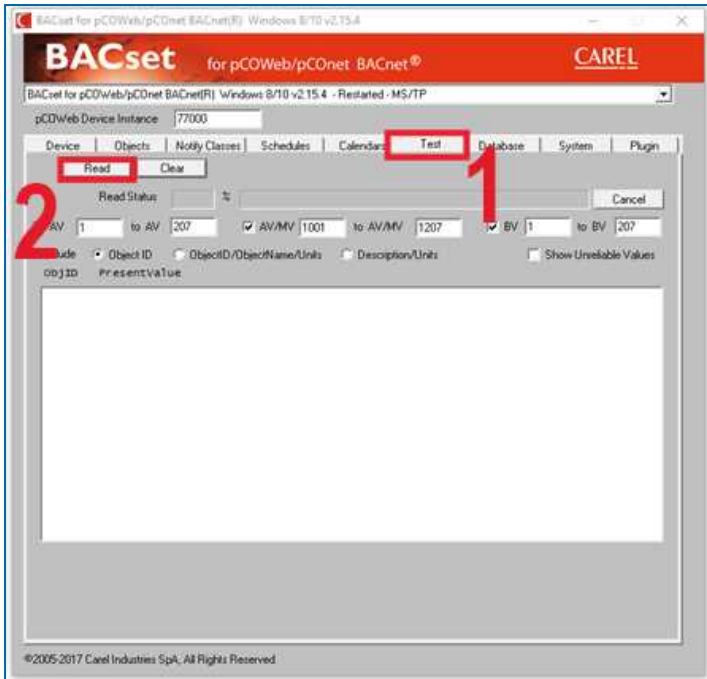 BACset for pCOWeb/pCOnet BACnet(R) Windows 8/10 v2.15.4
BACset for pCOWeb/pCOnet BACnet®
CAREL
BACset for pCOWeb/pCOnet BACnet(R) Windows 8/10 v2.15.4 - Restarted - MS/TP
pCOWeb Device Instance 77000
Device Objects Notify Classes Schedules Calendars Test Database System Plugin
1
Read Clear
2
Read Status % Cancel
AV 1 to AV 207 AV/MV 1001 to AV/MV 1207 BV 1 to BV 207
Object ID ObjectID/ObjectName/Units Description/Units Show Unreliable Values
ObjID PresentValue
©2005-2017 Carel Industries SpA, All Rights Reserved